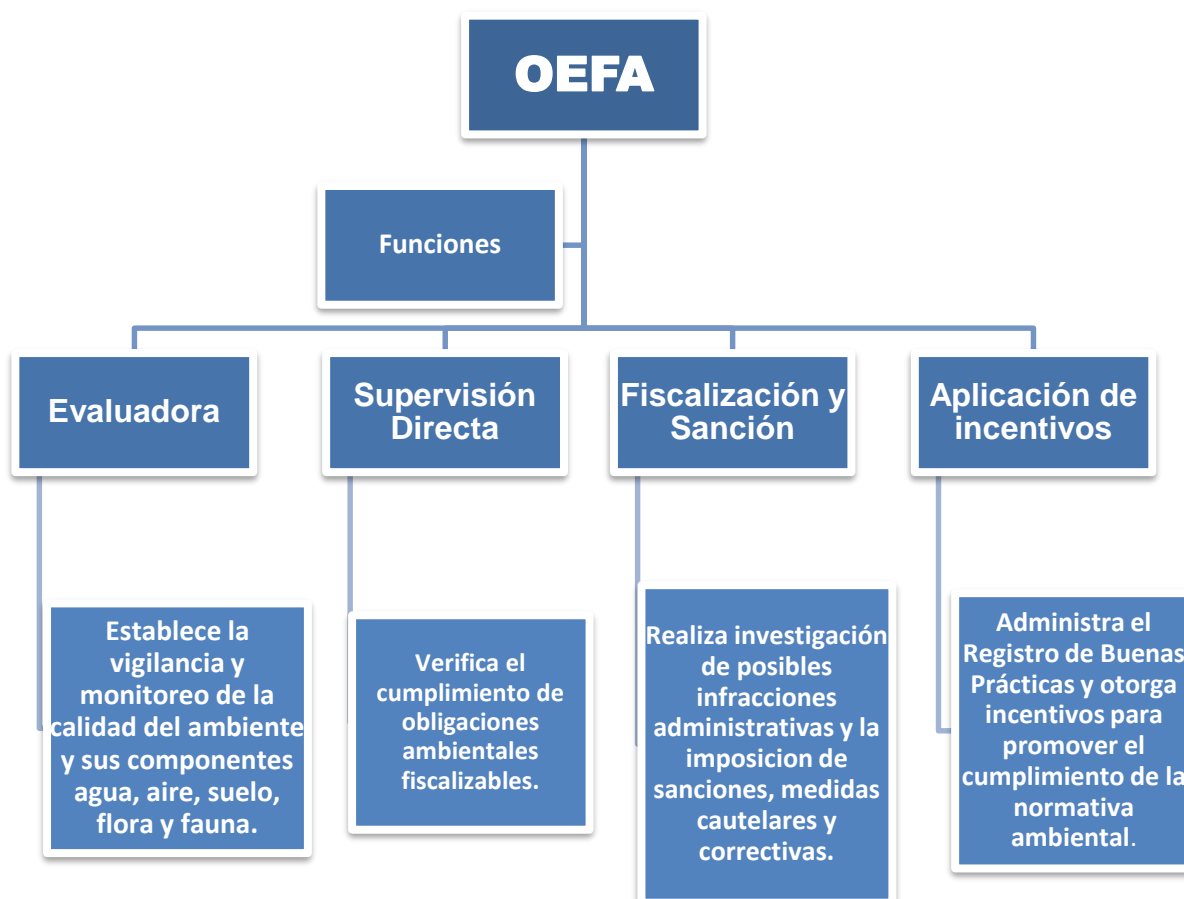 OEFA
Funciones
Evaluadora
Supervisión
Directa
Fiscalización y
Sanción
Aplicación de
incentivos
Establece la
vigilancia y
monitoreo de la
calidad del ambiente
y sus componentes
agua, aire, suelo,
flora y fauna.
Verifica el
cumplimiento de
obligaciones
ambientales
fiscalizables.
Realiza investigación
de posibles
infracciones
administrativas y la
imposicion de
sanciones, medidas
cautelares y
correctivas.
Administra el
Registro de Buenas
Prácticas y otorga
incentivos para
promover el
cumplimiento de la
normativa
ambiental.